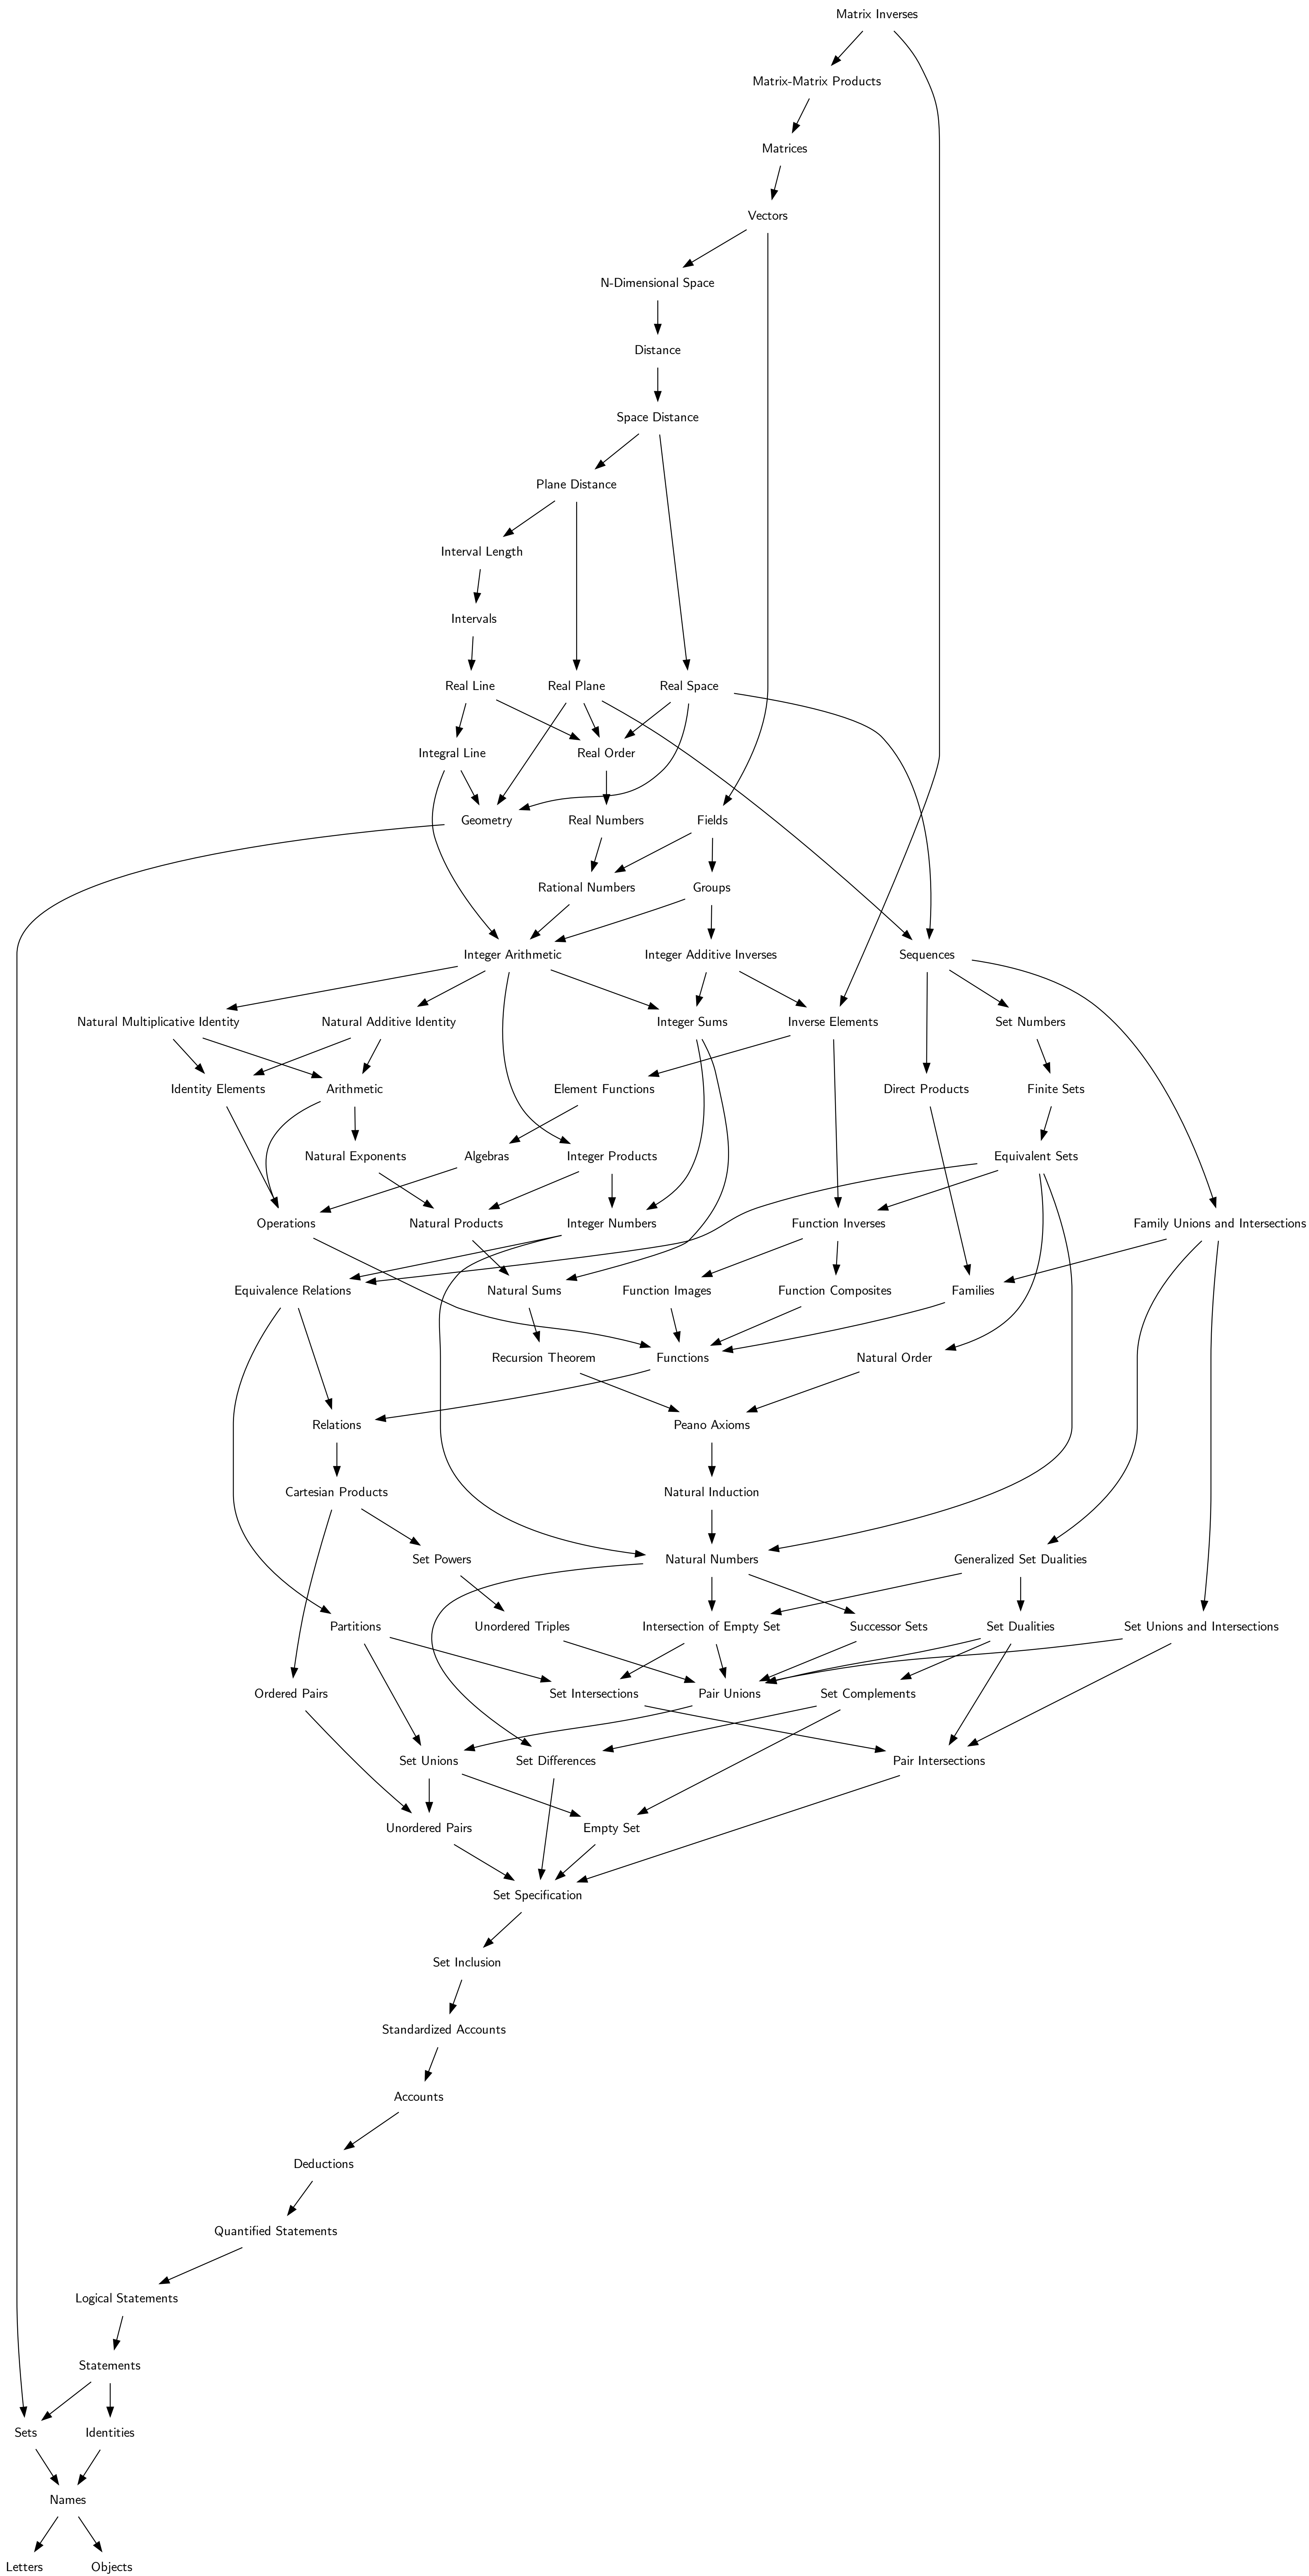 Matrix Inverses
Matrix-Matrix Products
Matrices
Vectors
N-Dimensional Space
Distance
Space Distance
Plane Distance
Interval Length
Intervals
Real Line
Real Plane
Real Space
Integral Line
Real Order
Geometry
Real Numbers
Fields
Rational Numbers
Groups
Integer Arithmetic
Integer Additive Inverses
Sequences
Natural Multiplicative Identity
Natural Additive Identity
Integer Sums
Inverse Elements
Set Numbers
Identity Elements
Arithmetic
Element Functions
Direct Products
Finite Sets
Natural Exponents
Algebras
Integer Products
Equivalent Sets
Operations
Natural Products
Integer Numbers
Function Inverses
Family Unions and Intersections
Equivalence Relations
Natural Sums
Function Images
Function Composites
Families
Recursion Theorem
Functions
Natural Order
Relations
Peano Axioms
Cartesian Products
Natural Induction
Set Powers
Natural Numbers
Generalized Set Dualities
Partitions
Unordered Triples
Intersection of Empty Set
Successor Sets
Set Dualities
Set Unions and Intersections
Ordered Pairs
Set Intersections
Pair Unions
Set Complements
Set Unions
Set Differences
Pair Intersections
Unordered Pairs
Empty Set
Set Specification
Set Inclusion
Standardized Accounts
Accounts
Deductions
Quantified Statements
Logical Statements
Statements
Sets
Identities
Names
Letters
Objects